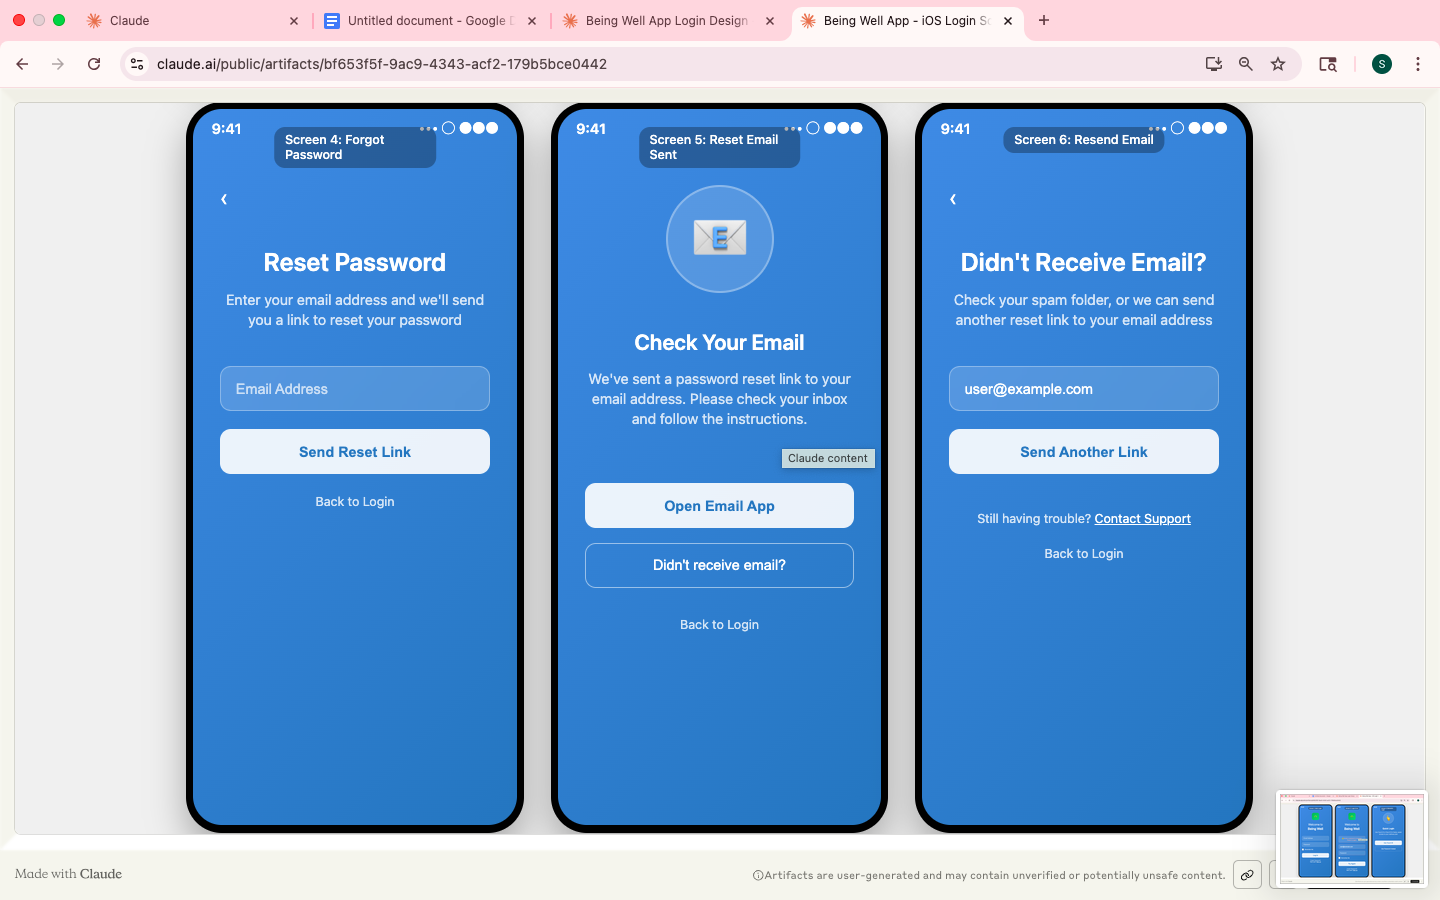 Claude
Untitled document - Google D
Being Well App Login Design
Being Well App - iOS Login Sc
claude.ai/public/artifacts/bf653f5f-9ac9-4343-acf2-179b5bce0442
S
9:41
Screen 4: Forgot
Password
Reset Password
Enter your email address and we'll send
you a link to reset your password
Email Address
Send Reset Link
Back to Login
9:41
Screen 5: Reset Email
Sent
E
Check Your Email
We've sent a password reset link to your
email address. Please check your inbox
and follow the instructions.
Claude content
Open Email App
Didn't receive email?
Back to Login
9:41
Screen 6: Resend Email
Didn't Receive Email?
Check your spam folder, or we can send
another reset link to your email address
user@example.com
Send Another Link
Still having trouble? Contact Support
Back to Login
Made with Claude
Artifacts are user-generated and may contain unverified or potentially unsafe content.